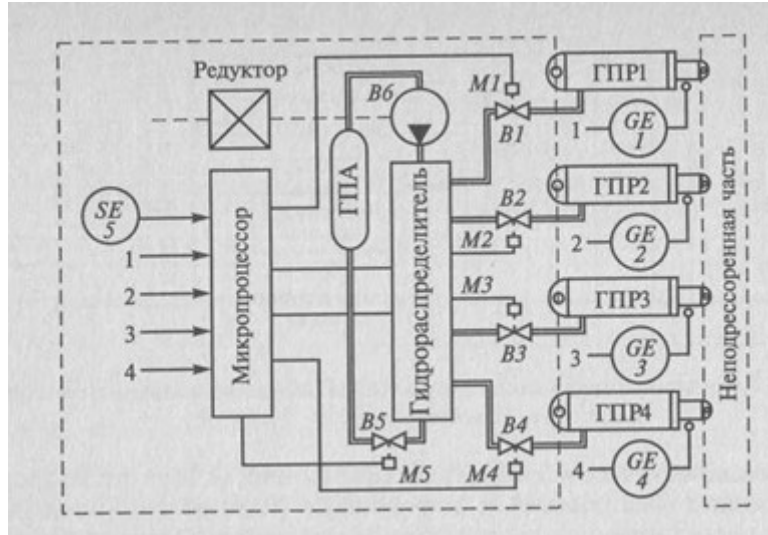 Редуктор
В6
М1
В1
ГПР1
1
GE
1
ГПА
Гидрораспределитель
Микропроцессор
SE
5
1
2
3
4
В2
М2
ГПР2
2
GE
2
М3
В3
ГПР3
3
GE
3
В4
М4
ГПР4
4
GE
4
В5
М5
Неподрессоренная часть